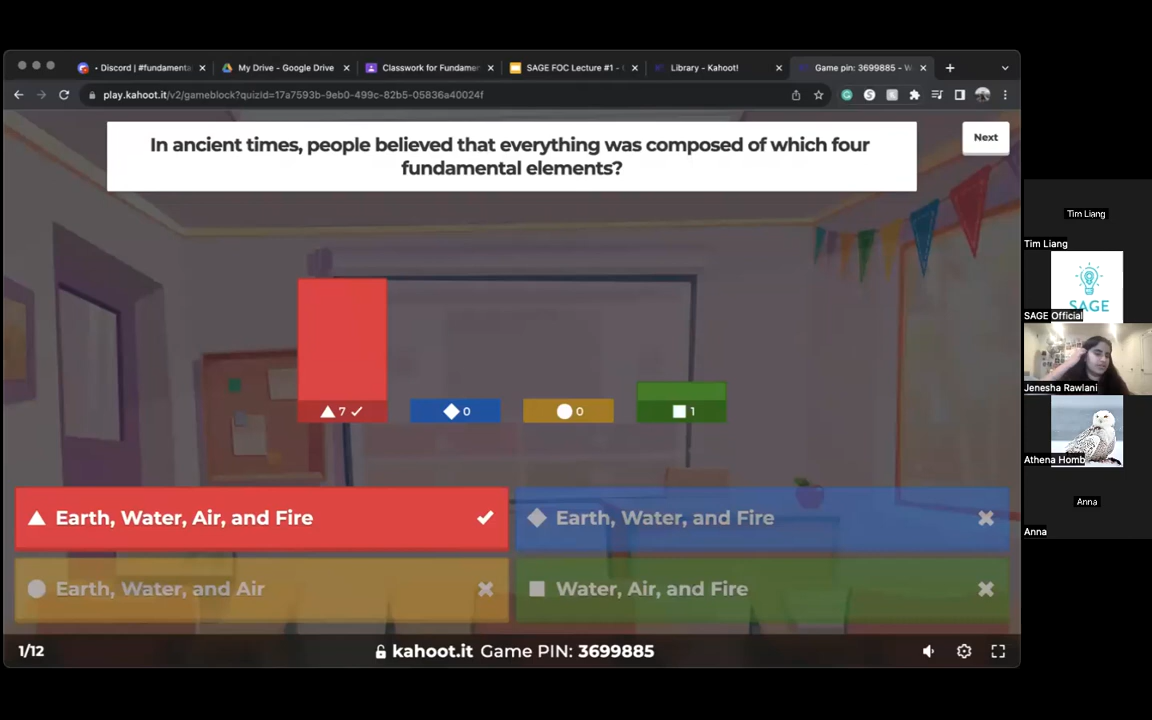 • Discord | #fundamenta
My Drive - Google Drive
Classwork for Fundamen
SAGE FOC Lecture #1 -
Library - Kahoot!
Game pin: 3699885 - W
play.kahoot.it/v2/gameblock?quizId=17a7593b-9eb0-499c-82b5-05836a40024f
In ancient times, people believed that everything was composed of which four
fundamental elements?
Next
7
0
0
1
Earth, Water, Air, and Fire
Earth, Water, and Fire
Earth, Water, and Air
Water, Air, and Fire
1/12
kahoot.it Game PIN: 3699885
Tim Liang
Tim Liang
SAGE
SAGE Official
Jenesha Rawlani
Athena Homb
Anna
Anna